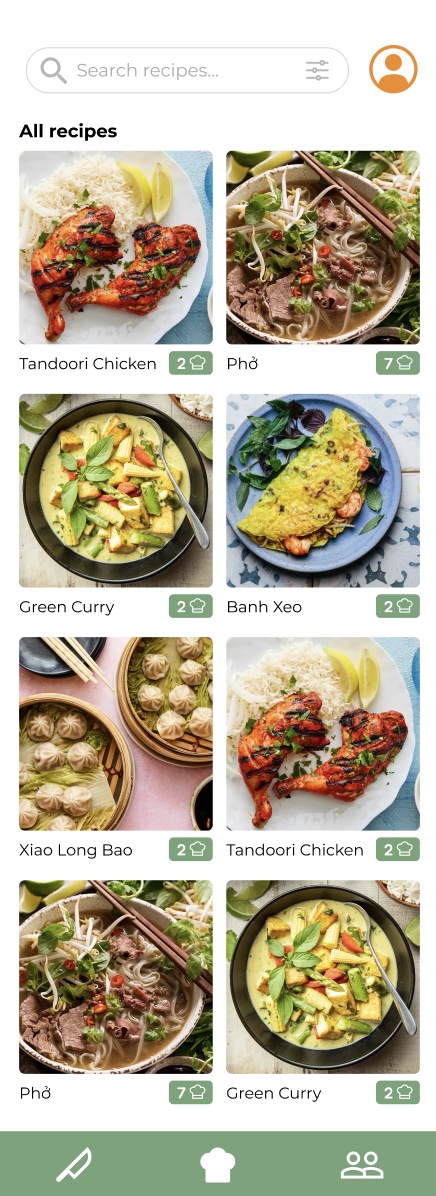 Search recipes...
All recipes
Tandoori Chicken 2
Phở 7
Green Curry 2
Banh Xeo 2
Xiao Long Bao 2
Tandoori Chicken 2
Phở 7
Green Curry 2